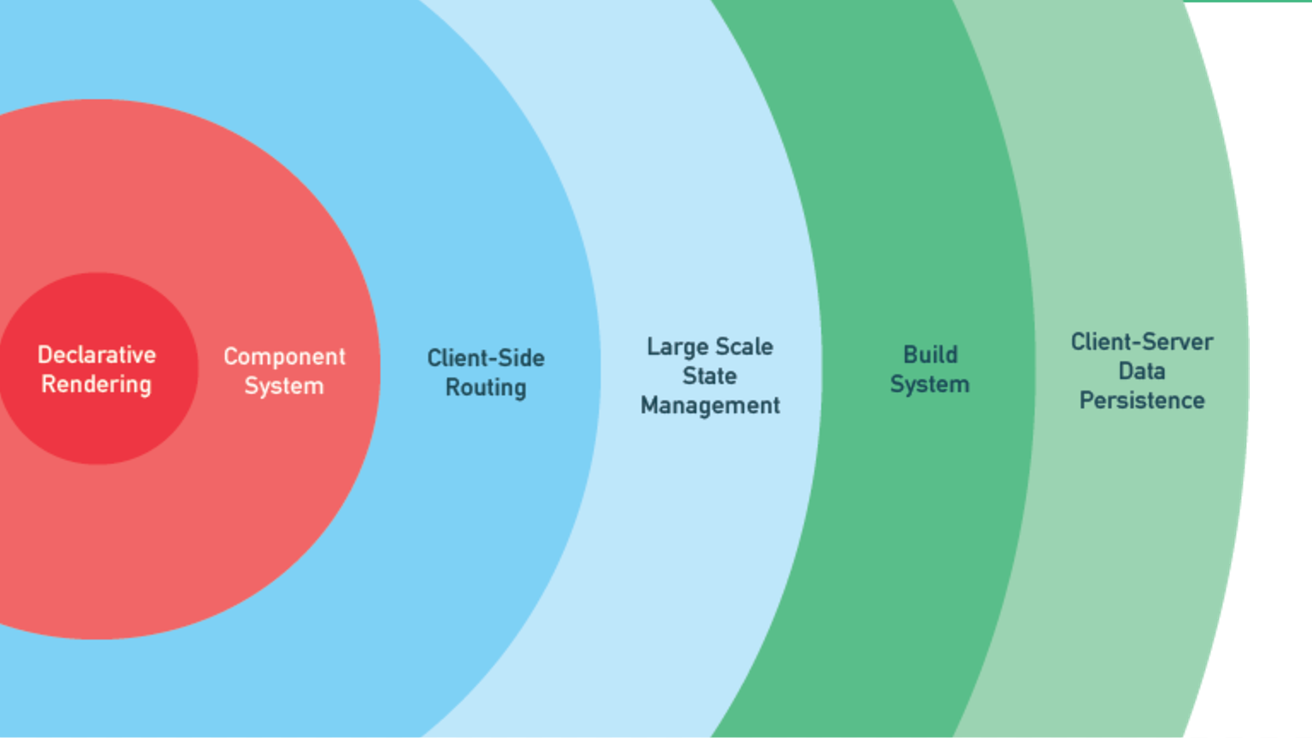 Declarative
Rendering
Component
System
Client-Side
Routing
Large Scale
State
Management
Build
System
Client-Server
Data
Persistence